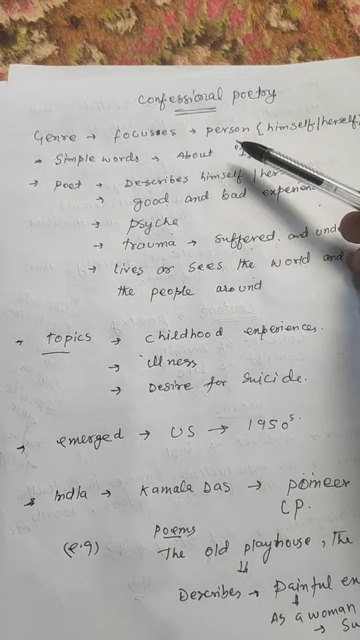 Confessional poetry
Genre → focusses → person (himself/herself)
→ Simple words → About "I
→ Poet → Describes himself / her
→ good and bad experien
→ psyche
→ trauma → suffered and und
→ lives or sees the world and
the people around
→ topics → childhood experiences.
→ illness
→ Desire for suicide.
→ emerged → US → 1950s.
→ India → Kamala Das → pioneer
C.P.
Poems
(e.g) The old playhouse, The
Describes → Painful ex
As a woman
→ Su